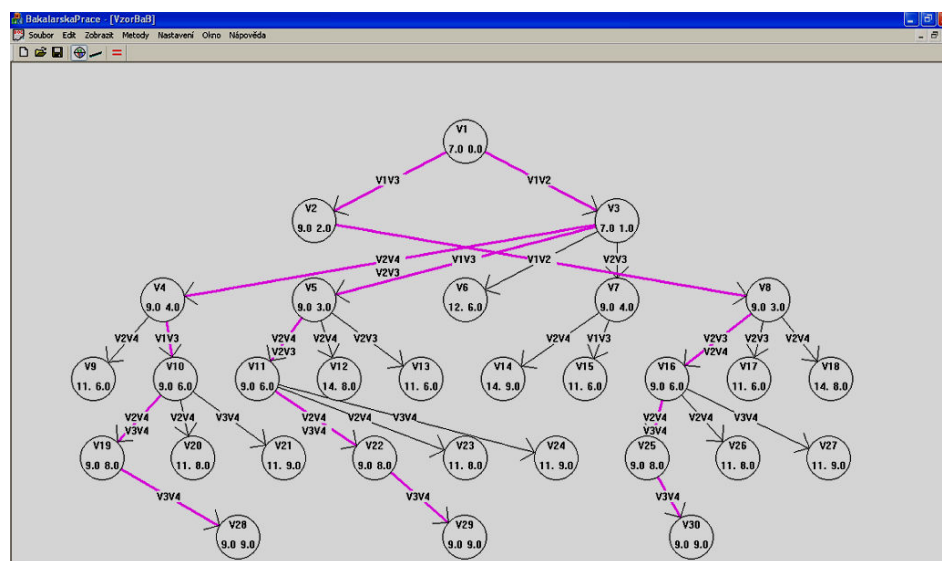 BakalarskaPrace - [VzorBaB]
Soubor Edit Zobrazit Metody Nastavení Okno Nápověda
V1
7.0 0.0
V1V3 V1V2
V2 V3
9.0 2.0 7.0 1.0
V2V4 V1V3 V1V2 V2V3
V2V3
V4 V5 V6 V7 V8
9.0 4.0 9.0 3.0 12. 6.0 9.0 4.0 9.0 3.0
V2V4 V1V3 V2V4 V2V4 V2V3 V2V4 V1V3 V2V3 V2V3 V2V4
V2V3 V2V4
V9 V10 V11 V12 V13 V14 V15 V16 V17 V18
11. 6.0 9.0 6.0 9.0 6.0 14. 8.0 11. 6.0 14. 9.0 11. 6.0 9.0 6.0 11. 6.0 14. 8.0
V2V4 V2V4 V3V4 V2V4 V2V4 V3V4 V2V4 V2V4 V3V4
V3V4 V3V4 V3V4
V19 V20 V21 V22 V23 V24 V25 V26 V27
9.0 8.0 11. 8.0 11. 9.0 9.0 8.0 11. 8.0 11. 9.0 9.0 8.0 11. 8.0 11. 9.0
V3V4 V3V4 V3V4
V28 V29 V30
9.0 9.0 9.0 9.0 9.0 9.0